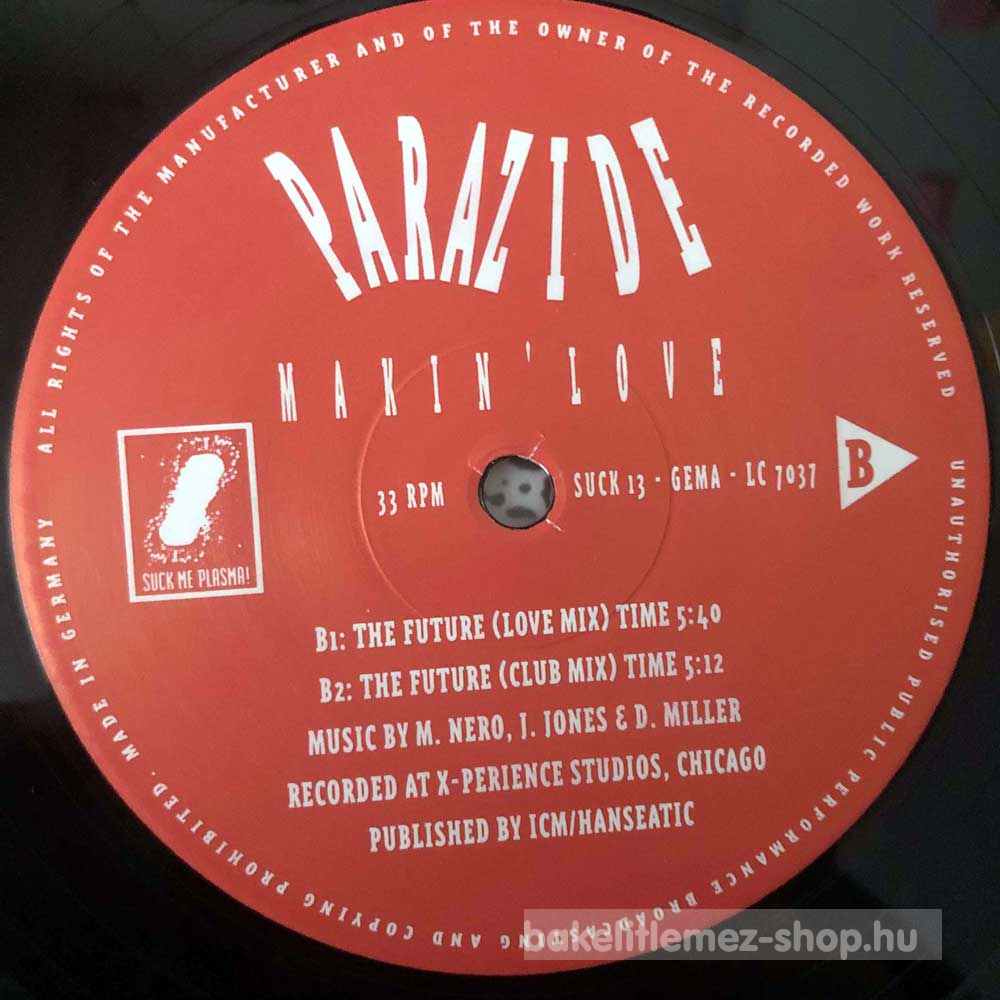 ALL RIGHTS OF THE MANUFACTURER AND OF THE OWNER OF THE RECORDED WORK RESERVED
PARAZIDE
MAKIN' LOVE
33 RPM
SUCK 13 - GEMA - LC 7037
B
SUCK ME PLASMA!
B1: THE FUTURE (LOVE MIX) TIME 5:40
B2: THE FUTURE (CLUB MIX) TIME 5:12
MUSIC BY M. NERO, J. JONES & D. MILLER
RECORDED AT X-PERIENCE STUDIOS, CHICAGO
PUBLISHED BY ICM/HANSEATIC
UNAUTHORISED PUBLIC PERFORMANCE BROADCASTING AND COPYING PROHIBITED. MADE IN GERMANY
bakelitlemez-shop.hu